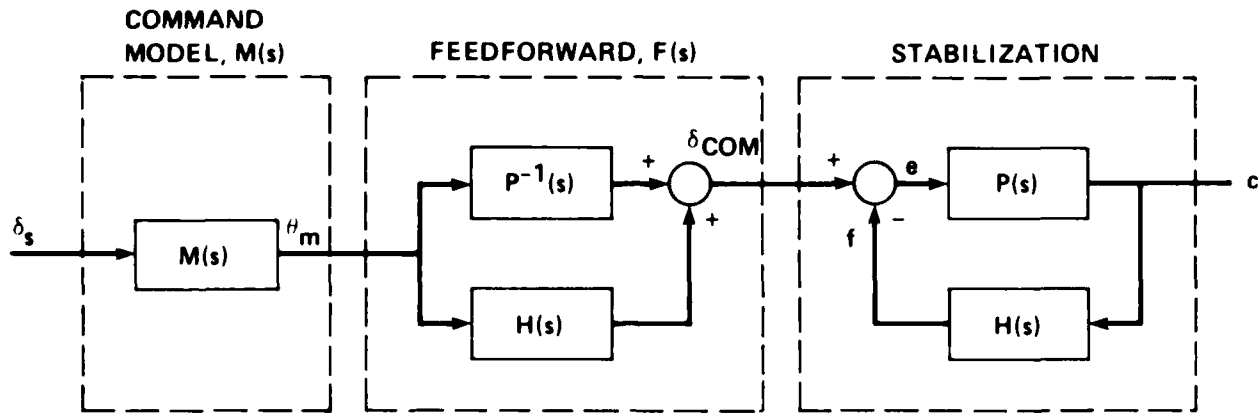 COMMAND
MODEL, M(s)
FEEDFORWARD, F(s)
STABILIZATION
δs
M(s)
θm
P⁻¹(s)
H(s)
+
+
δCOM
+
−
e
f
P(s)
H(s)
c